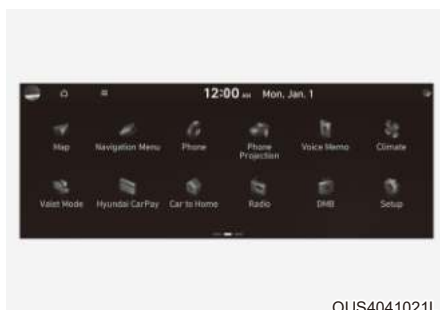 12:00 AM Mon, Jan. 1
Map Navigation Menu Phone Phone Projection Voice Memo Climate
Valet Mode Hyundai CarPay Car to Home Radio DMB Setup
OUS4041021L